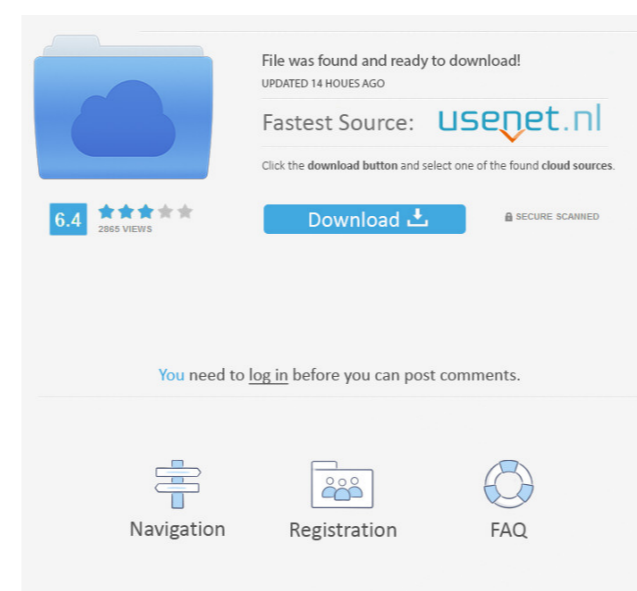 File was found and ready to download!
UPDATED 14 HOUES AGO
Fastest Source: usenet.nl
Click the download button and select one of the found cloud sources.
6.4
2865 VIEWS
Download
SECURE SCANNED
You need to log in before you can post comments.
Navigation
Registration
FAQ